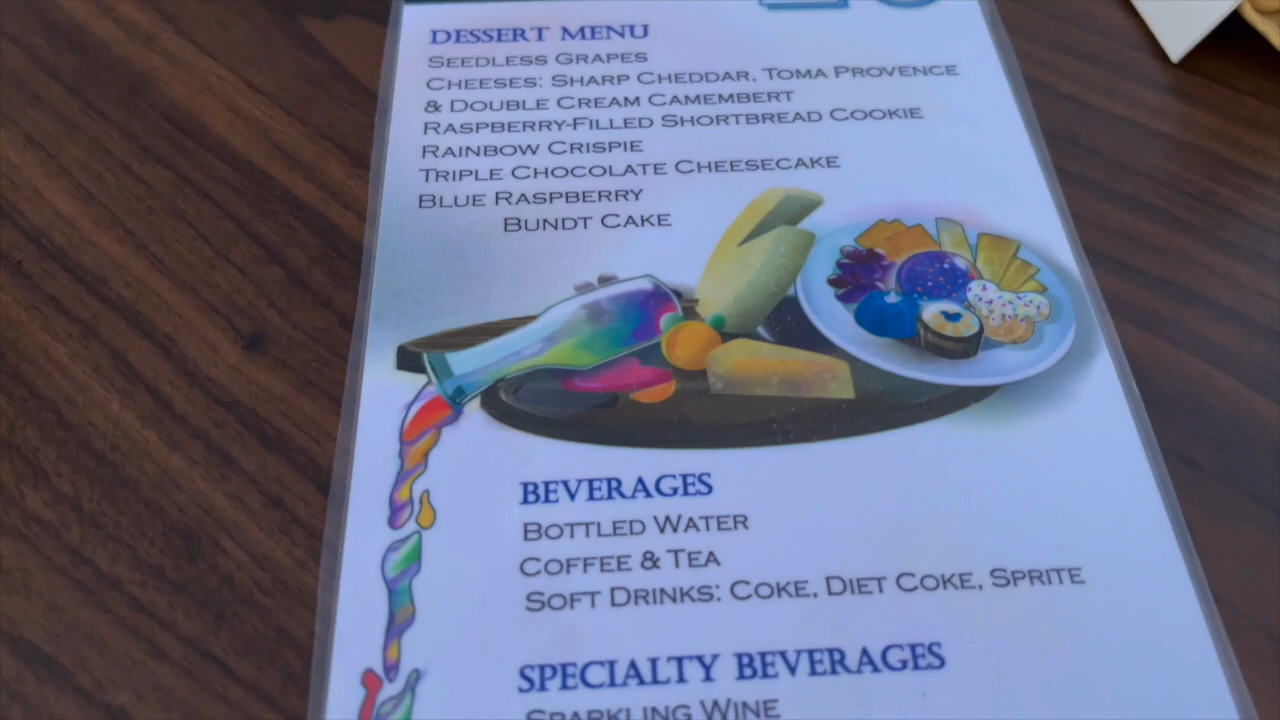 DESSERT MENU
SEEDLESS GRAPES
CHEESES: SHARP CHEDDAR, TOMA PROVENCE
& DOUBLE CREAM CAMEMBERT
RASPBERRY-FILLED SHORTBREAD COOKIE
RAINBOW CRISPIE
TRIPLE CHOCOLATE CHEESECAKE
BLUE RASPBERRY
BUNDT CAKE
BEVERAGES
BOTTLED WATER
COFFEE & TEA
SOFT DRINKS: COKE, DIET COKE, SPRITE
SPECIALTY BEVERAGES
SPARKLING WINE